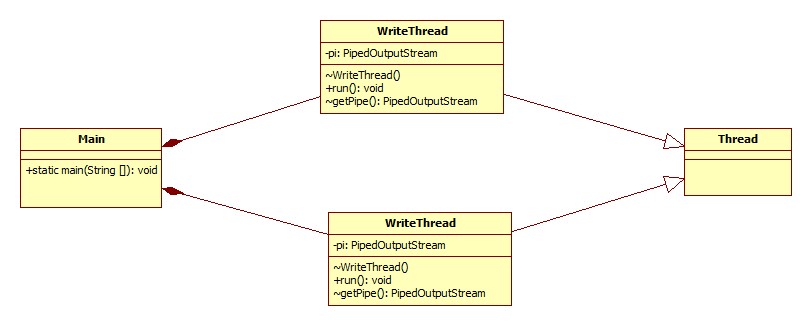 WriteThread
-pi: PipedOutputStream
~WriteThread()
+run(): void
~getPipe(): PipedOutputStream
Main
+static main(String []): void
Thread
WriteThread
-pi: PipedOutputStream
~WriteThread()
+run(): void
~getPipe(): PipedOutputStream